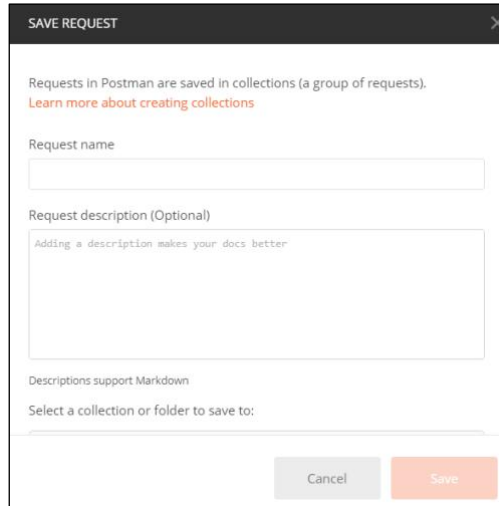 SAVE REQUEST
Requests in Postman are saved in collections (a group of requests).
Learn more about creating collections
Request name
Request description (Optional)
Adding a description makes your docs better
Descriptions support Markdown
Select a collection or folder to save to:
Cancel Save